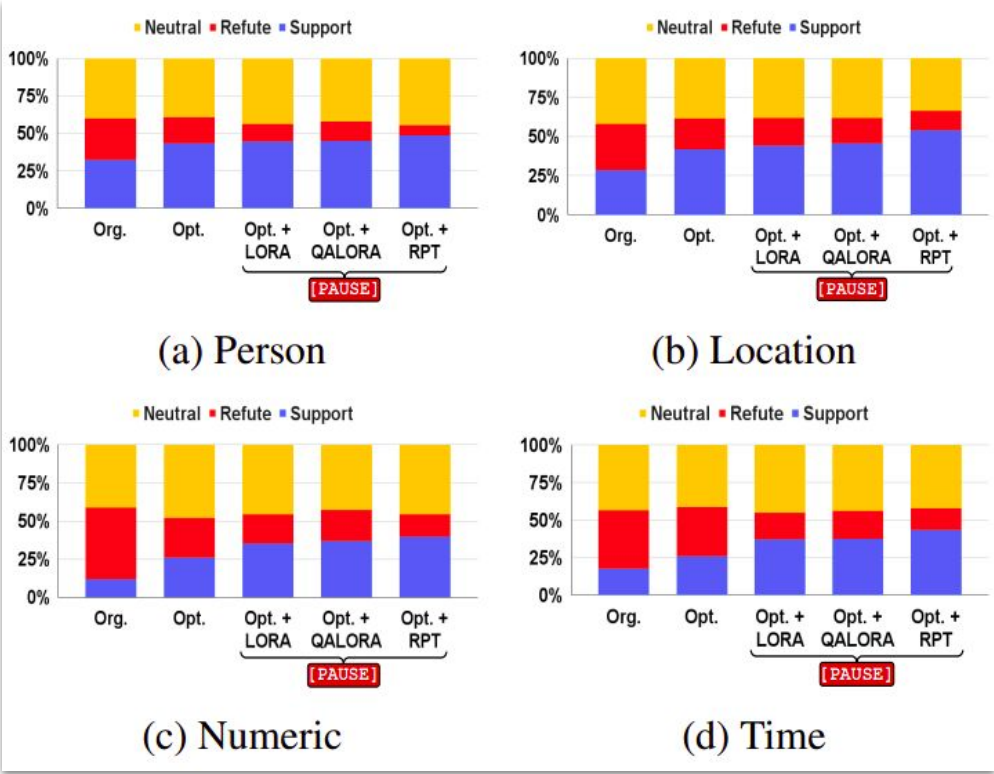 Neutral Refute Support
100%
75%
50%
25%
0%
Org. Opt. Opt. + LORA Opt. + QALORA Opt. + RPT
[PAUSE]
(a) Person
Neutral Refute Support
100%
75%
50%
25%
0%
Org. Opt. Opt. + LORA Opt. + QALORA Opt. + RPT
[PAUSE]
(b) Location
Neutral Refute Support
100%
75%
50%
25%
0%
Org. Opt. Opt. + LORA Opt. + QALORA Opt. + RPT
[PAUSE]
(c) Numeric
Neutral Refute Support
100%
75%
50%
25%
0%
Org. Opt. Opt. + LORA Opt. + QALORA Opt. + RPT
[PAUSE]
(d) Time